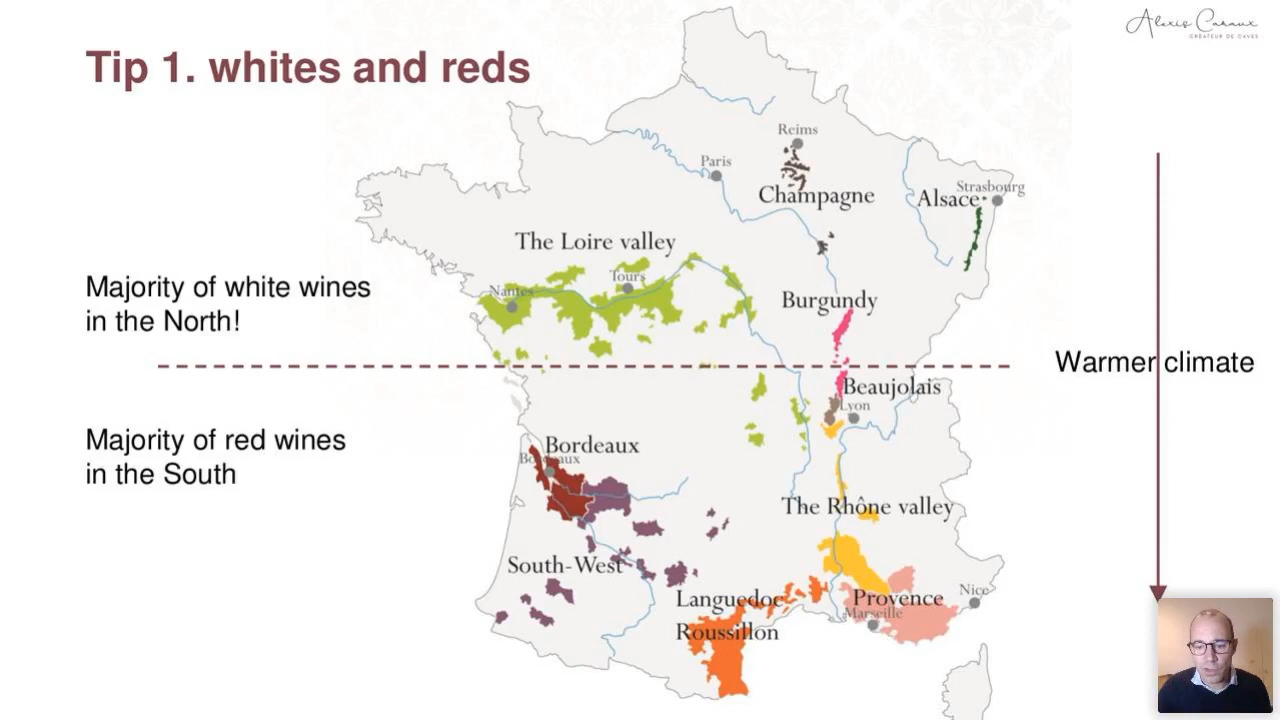 Alexis Caraux
CRÉATEUR DE CAVES
Tip 1. whites and reds
Reims
Paris
Champagne
Strasbourg
Alsace
The Loire valley
Tours
Nantes
Majority of white wines
in the North!
Burgundy
Warmer climate
Beaujolais
Lyon
Majority of red wines
in the South
Bordeaux
Bordeaux
The Rhône valley
South-West
Languedoc
Roussillon
Provence
Marseille
Nice